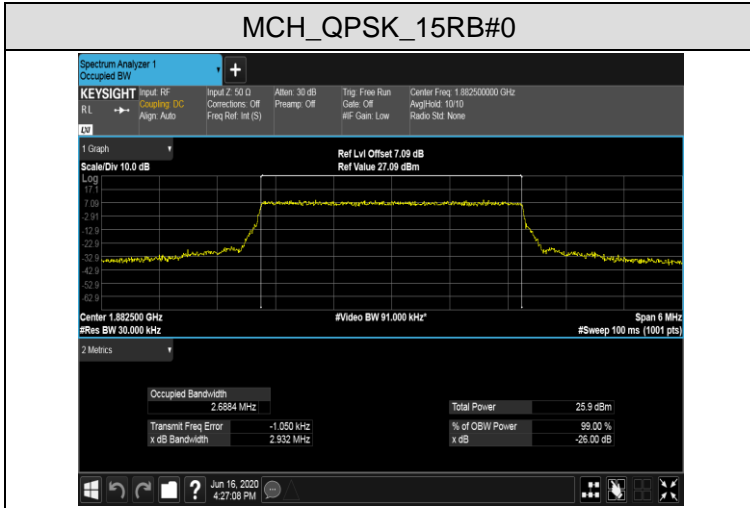 MCH_QPSK_15RB#0
Spectrum Analyzer 1
Occupied BW
+
KEYSIGHT Input: RF Input Z: 50 Ω Atten: 30 dB Trig: Free Run Center Freq: 1.882500000 GHz
RL Coupling: DC Corrections: Off Preamp: Off Gate: Off Avg|Hold: 10/10
Align: Auto Freq Ref: Int (S) #IF Gain: Low Radio Std: None
LXI
1 Graph
Scale/Div 10.0 dB Ref Lvl Offset 7.09 dB
Ref Value 27.09 dBm
Log
17.1
7.09
-2.91
-12.9
-22.9
-32.9
-42.9
-52.9
-62.9
Center 1.882500 GHz #Video BW 91.000 kHz* Span 6 MHz
#Res BW 30.000 kHz #Sweep 100 ms (1001 pts)
2 Metrics
Occupied Bandwidth
2.6884 MHz Total Power 25.9 dBm
Transmit Freq Error -1.050 kHz % of OBW Power 99.00 %
x dB Bandwidth 2.932 MHz x dB -26.00 dB
? Jun 16, 2020
4:27:08 PM